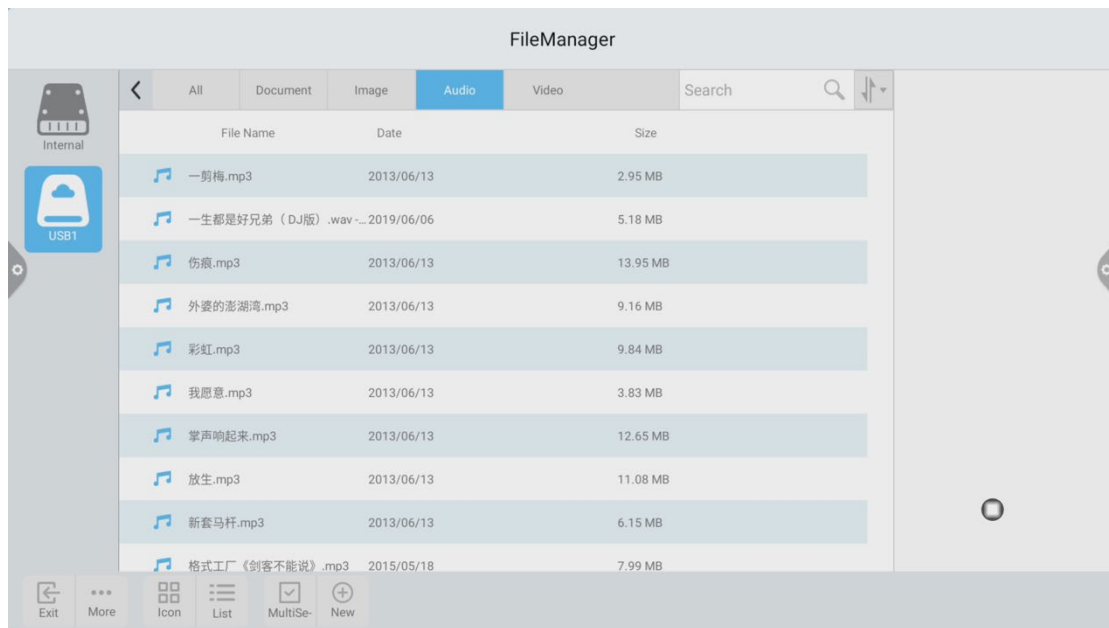 FileManager
All Document Image Audio Video Search
Internal
USB1
File Name Date Size
一剪梅.mp3 2013/06/13 2.95 MB
一生都是好兄弟（DJ版）.wav -... 2019/06/06 5.18 MB
伤痕.mp3 2013/06/13 13.95 MB
外婆的澎湖湾.mp3 2013/06/13 9.16 MB
彩虹.mp3 2013/06/13 9.84 MB
我愿意.mp3 2013/06/13 3.83 MB
掌声响起来.mp3 2013/06/13 12.65 MB
放生.mp3 2013/06/13 11.08 MB
新套马杆.mp3 2013/06/13 6.15 MB
格式工厂《剑客不能说》.mp3 2015/05/18 7.99 MB
Exit More Icon List MultiSe- New